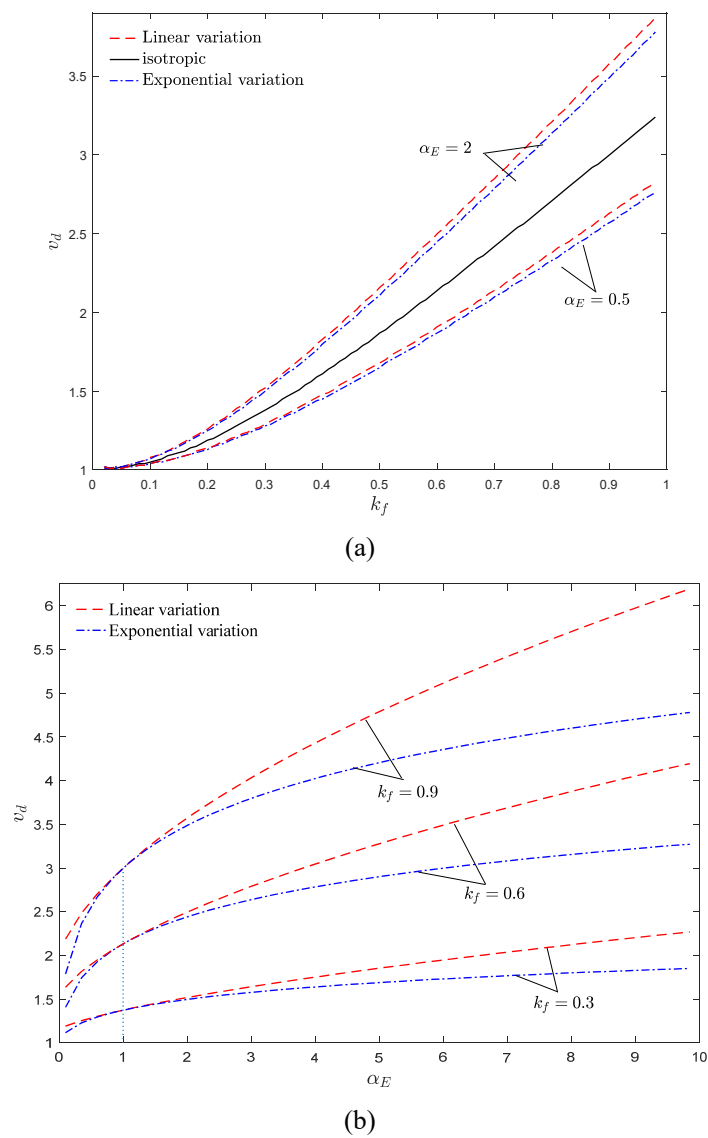 Linear variation
isotropic
Exponential variation
α_E = 2
α_E = 0.5
v_d
3.5
3
2.5
2
1.5
1
0 0.1 0.2 0.3 0.4 0.5 0.6 0.7 0.8 0.9 1
k_f
(a)
Linear variation
Exponential variation
k_f = 0.9
k_f = 0.6
k_f = 0.3
v_d
6
5.5
5
4.5
4
3.5
3
2.5
2
1.5
1
0 1 2 3 4 5 6 7 8 9 10
α_E
(b)